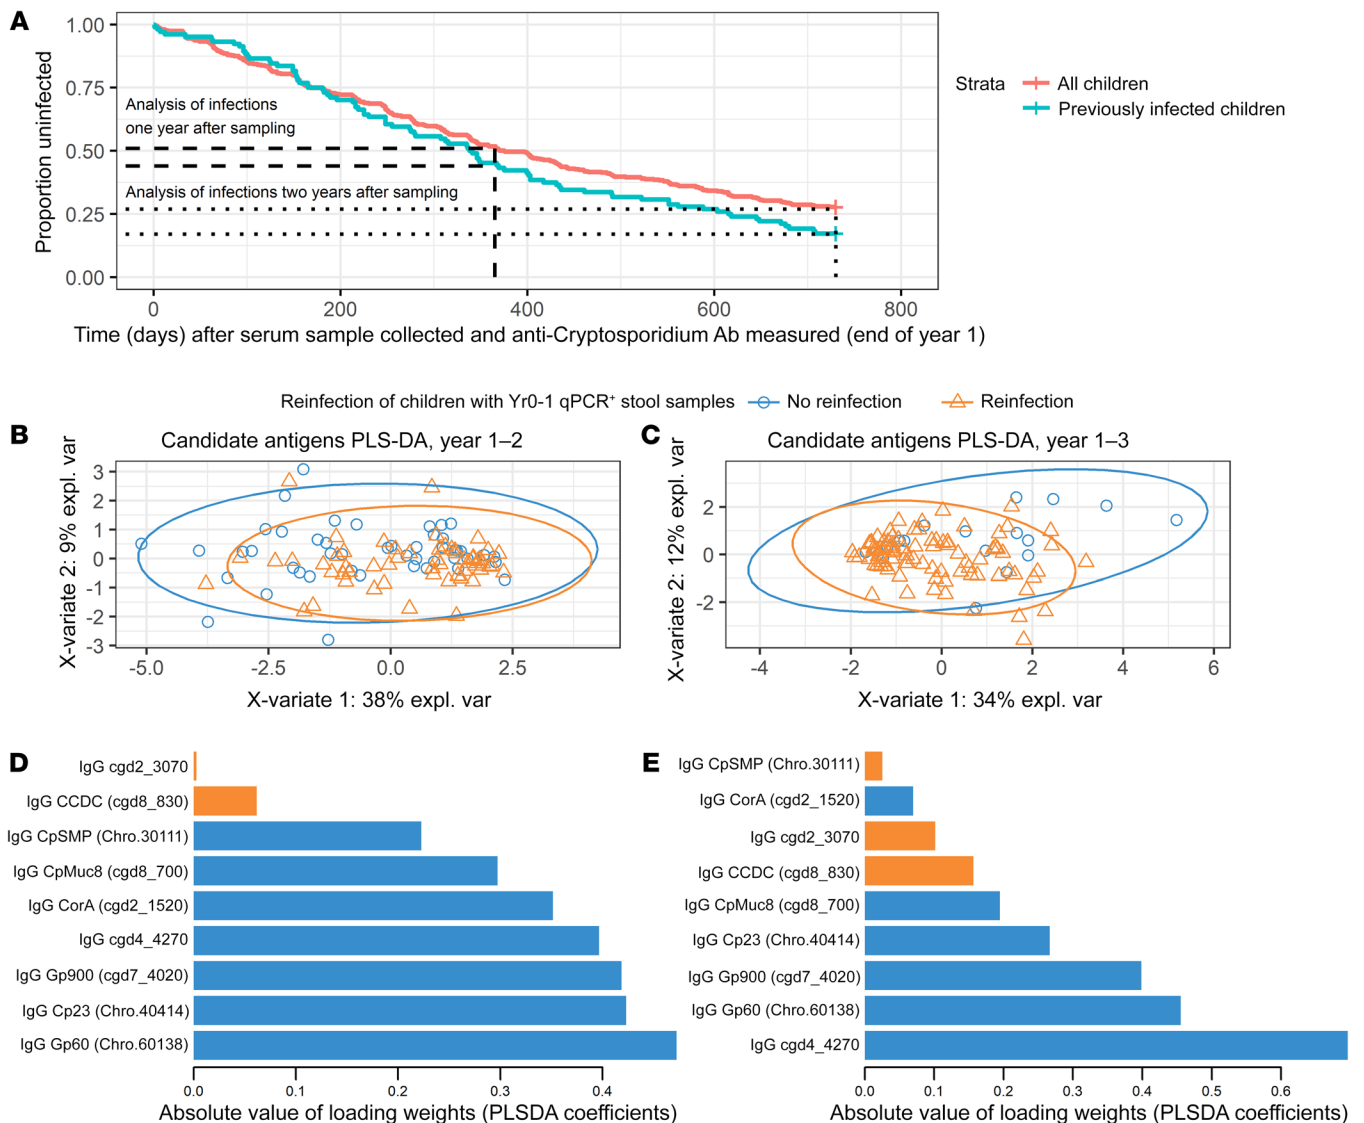 A
1.00
0.75
0.50
0.25
0.00
Proportion uninfected
Analysis of infections
one year after sampling
Analysis of infections two years after sampling
0 200 400 600 800
Time (days) after serum sample collected and anti-Cryptosporidium Ab measured (end of year 1)
Strata
All children
Previously infected children
Reinfection of children with Yr0-1 qPCR+ stool samples No reinfection Reinfection
B
Candidate antigens PLS-DA, year 1–2
X-variate 2: 9% expl. var
3
2
1
0
-1
-2
-3
-5.0 -2.5 0.0 2.5
X-variate 1: 38% expl. var
C
Candidate antigens PLS-DA, year 1–3
X-variate 2: 12% expl. var
2
0
-2
-4 -2 0 2 4 6
X-variate 1: 34% expl. var
D
IgG cgd2_3070
IgG CCDC (cgd8_830)
IgG CpSMP (Chro.30111)
IgG CpMuc8 (cgd8_700)
IgG CorA (cgd2_1520)
IgG cgd4_4270
IgG Gp900 (cgd7_4020)
IgG Cp23 (Chro.40414)
IgG Gp60 (Chro.60138)
0.0 0.1 0.2 0.3 0.4
Absolute value of loading weights (PLSDA coefficients)
E
IgG CpSMP (Chro.30111)
IgG CorA (cgd2_1520)
IgG cgd2_3070
IgG CCDC (cgd8_830)
IgG CpMuc8 (cgd8_700)
IgG Cp23 (Chro.40414)
IgG Gp900 (cgd7_4020)
IgG Gp60 (Chro.60138)
IgG cgd4_4270
0.0 0.1 0.2 0.3 0.4 0.5 0.6
Absolute value of loading weights (PLSDA coefficients)